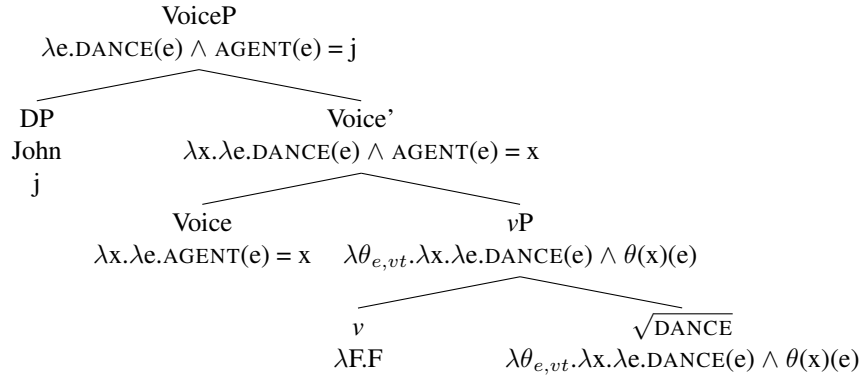 VoiceP
λe.DANCE(e) ∧ AGENT(e) = j
DP Voice’
John λx.λe.DANCE(e) ∧ AGENT(e) = x
j
Voice vP
λx.λe.AGENT(e) = x λθe,vt.λx.λe.DANCE(e) ∧ θ(x)(e)
v √DANCE
λF.F λθe,vt.λx.λe.DANCE(e) ∧ θ(x)(e)